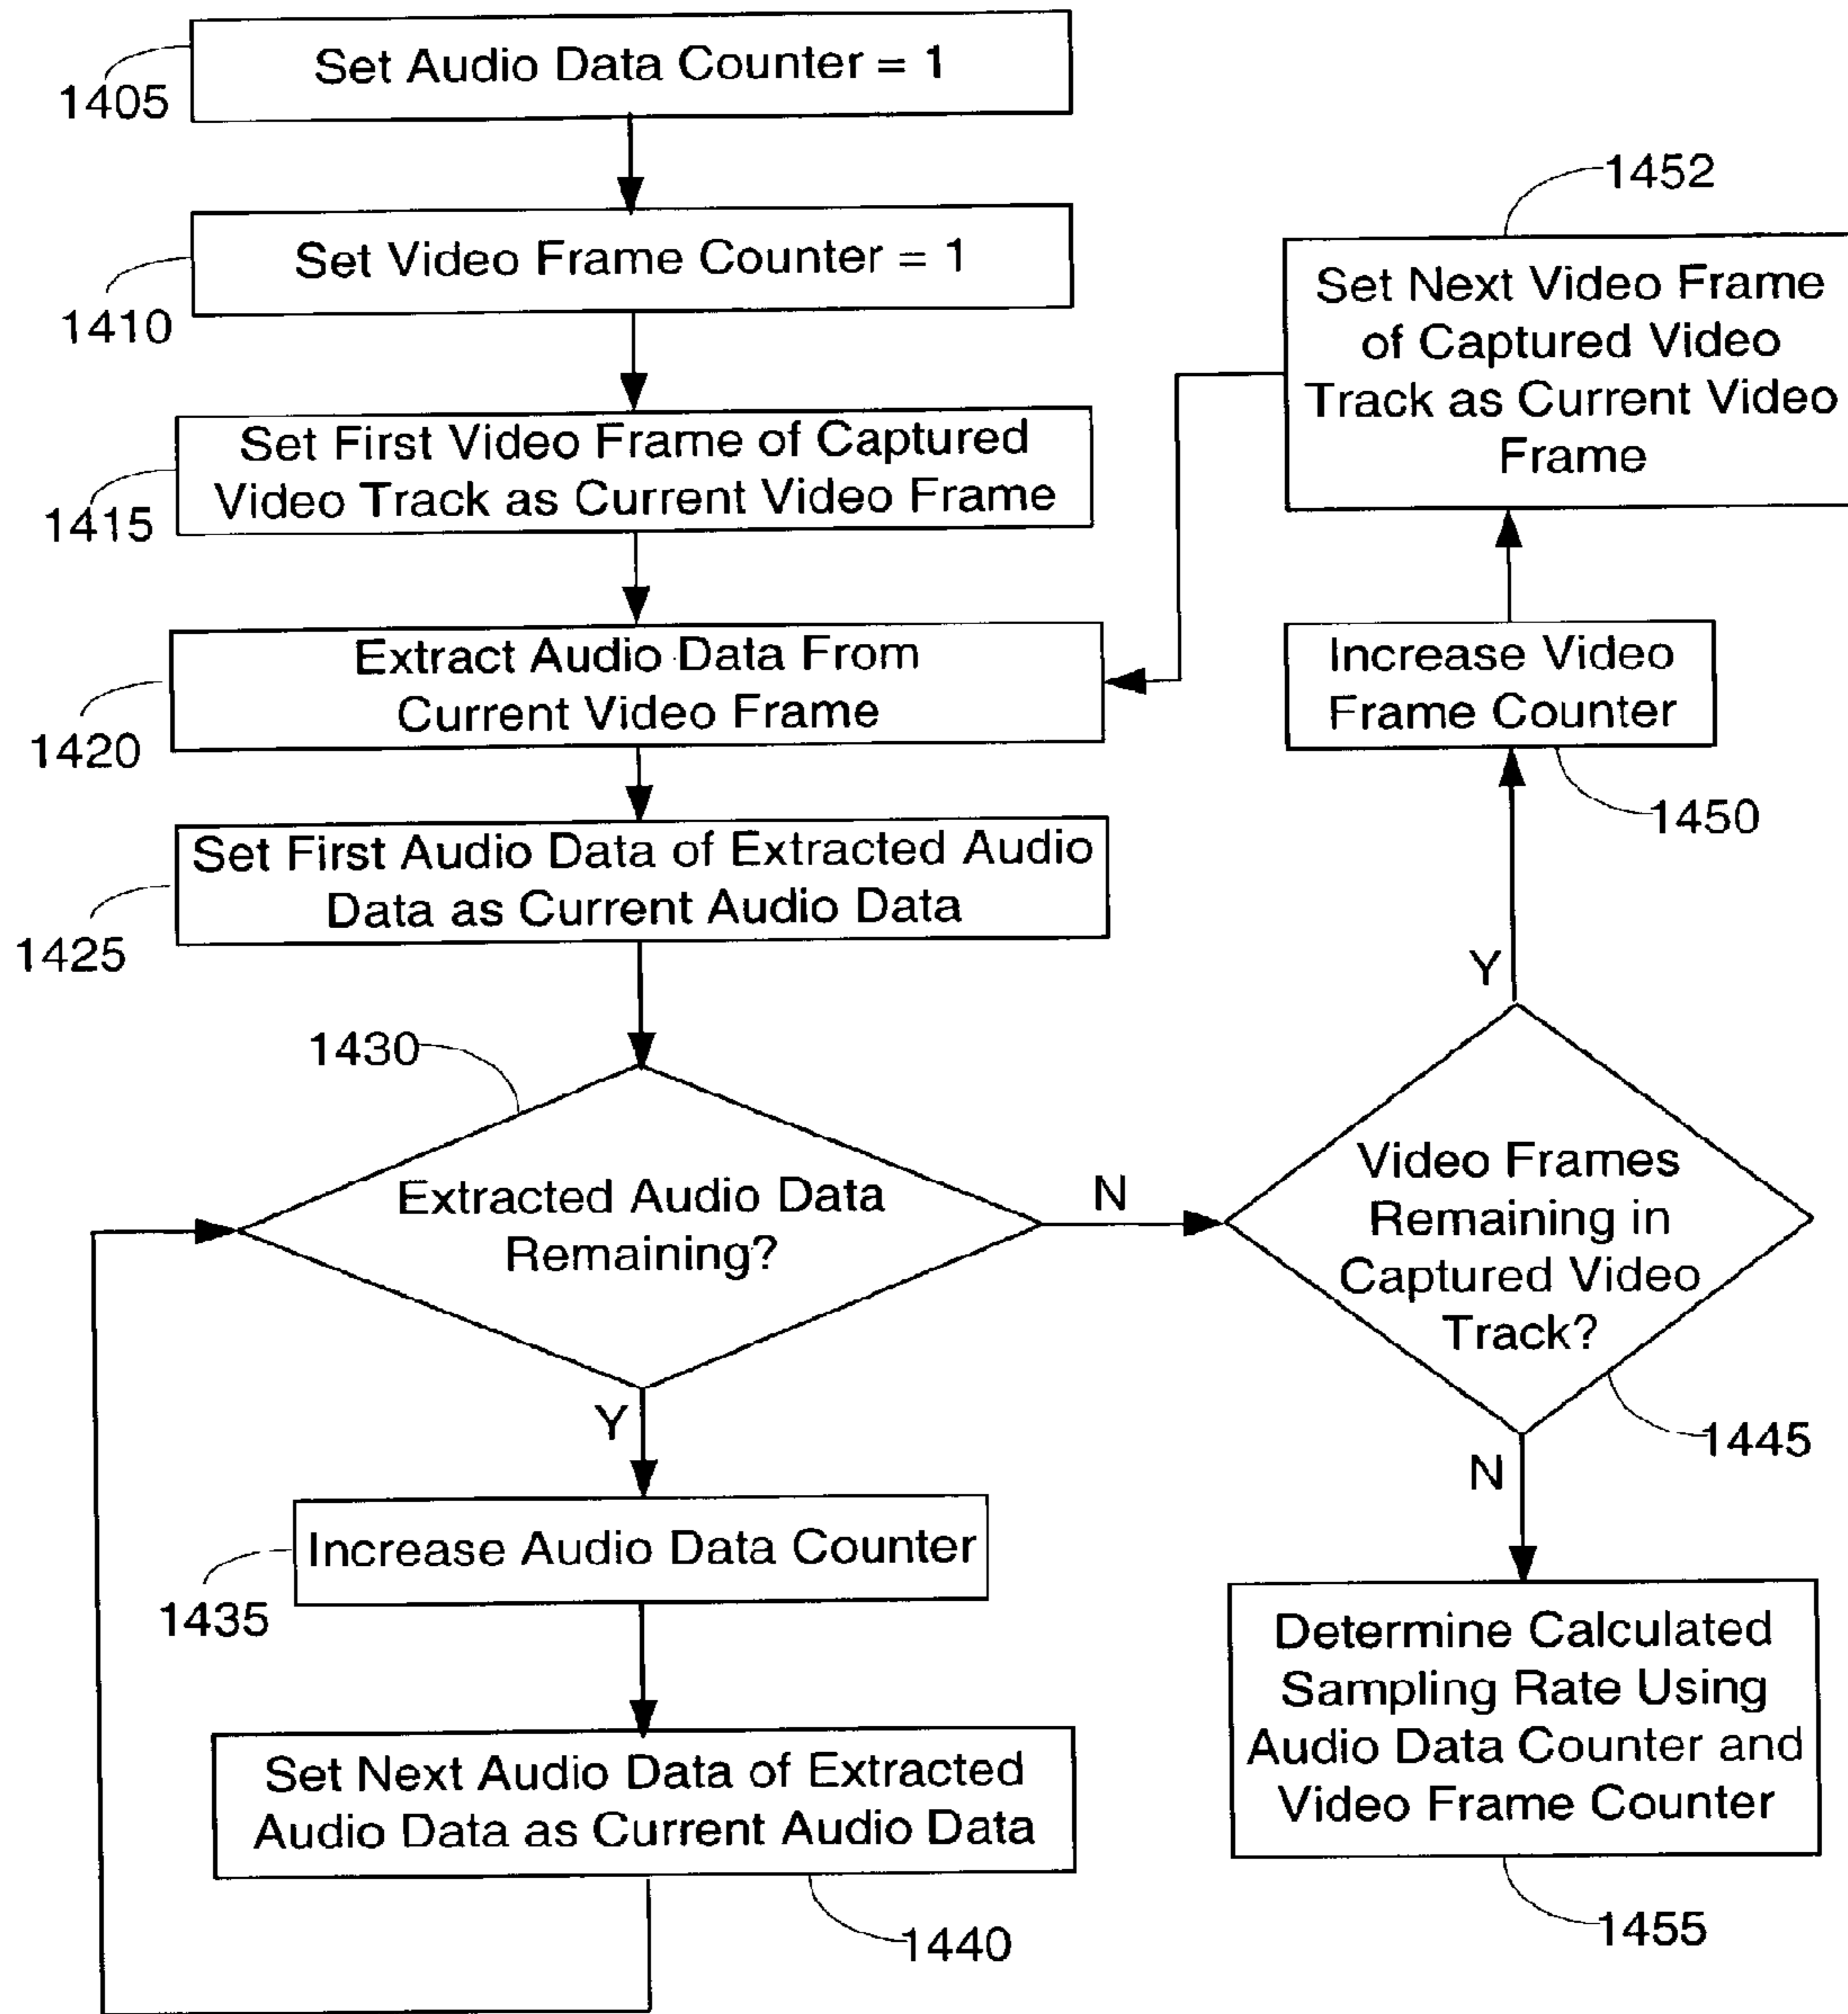 Set Audio Data Counter = 1
1405
Set Video Frame Counter = 1
1410
Set First Video Frame of Captured
Video Track as Current Video Frame
1415
Extract Audio Data From
Current Video Frame
1420
Set First Audio Data of Extracted Audio
Data as Current Audio Data
1425
1430
Extracted Audio Data
Remaining?
N
Y
Increase Audio Data Counter
1435
Set Next Audio Data of Extracted
Audio Data as Current Audio Data
1440
1452
Set Next Video Frame
of Captured Video
Track as Current Video
Frame
Increase Video
Frame Counter
1450
Y
Video Frames
Remaining in
Captured Video
Track?
1445
N
Determine Calculated
Sampling Rate Using
Audio Data Counter and
Video Frame Counter
1455